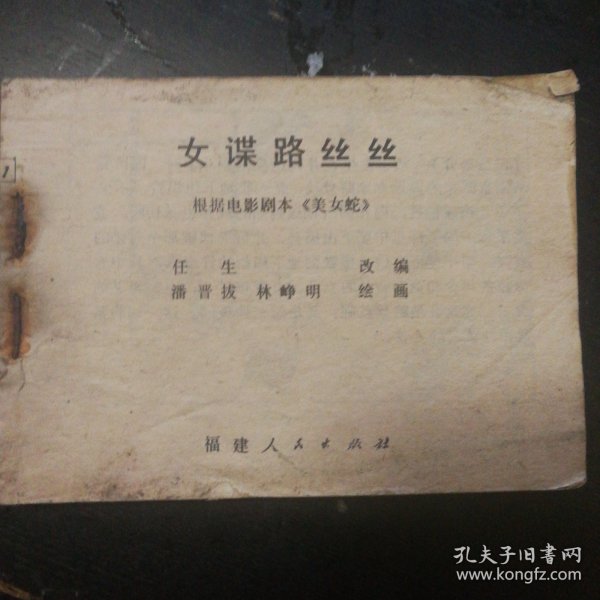 女谍路丝丝
根据电影剧本《美女蛇》
任生 改编
潘晋拔 林峥明 绘画
福建人民出版社
孔夫子旧书网
www.kongfz.com